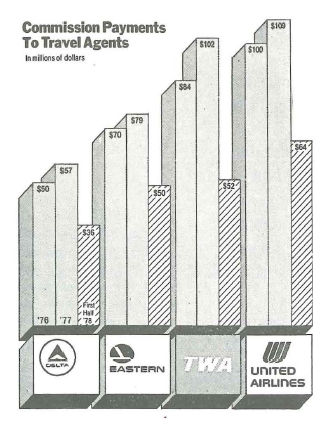 Commission Payments
To Travel Agents
In millions of dollars
$50
$57
$36
$70
$79
$50
$84
$102
$52
$100
$109
$64
'76
'77
First
Half
'78
DELTA
EASTERN
TWA
UNITED
AIRLINES